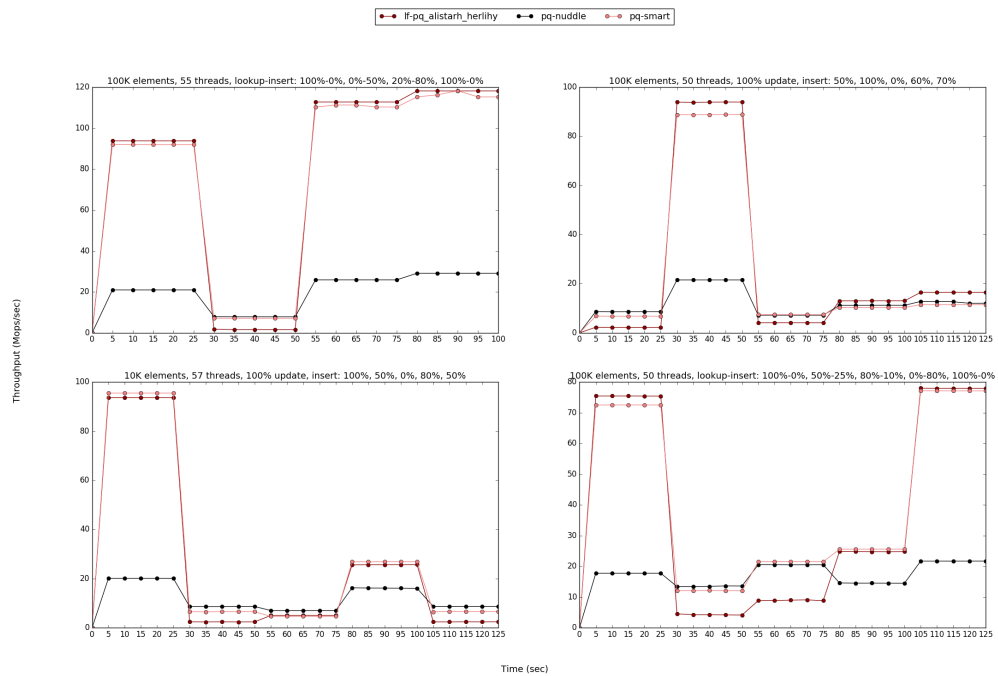 lf-pq_alistarh_herlihy pq-nuddle pq-smart
100K elements, 55 threads, lookup-insert: 100%-0%, 0%-50%, 20%-80%, 100%-0%
120
100
80
60
40
20
0
0 5 10 15 20 25 30 35 40 45 50 55 60 65 70 75 80 85 90 95 100
100K elements, 50 threads, 100% update, insert: 50%, 100%, 0%, 60%, 70%
100
80
60
40
20
0
0 5 10 15 20 25 30 35 40 45 50 55 60 65 70 75 80 85 90 95 100 105 110 115 120 125
Throughput (Mops/sec)
10K elements, 57 threads, 100% update, insert: 100%, 50%, 0%, 80%, 50%
100
80
60
40
20
0
0 5 10 15 20 25 30 35 40 45 50 55 60 65 70 75 80 85 90 95 100 105 110 115 120 125
100K elements, 50 threads, lookup-insert: 100%-0%, 50%-25%, 80%-10%, 0%-80%, 100%-0%
80
70
60
50
40
30
20
10
0
0 5 10 15 20 25 30 35 40 45 50 55 60 65 70 75 80 85 90 95 100 105 110 115 120 125
Time (sec)